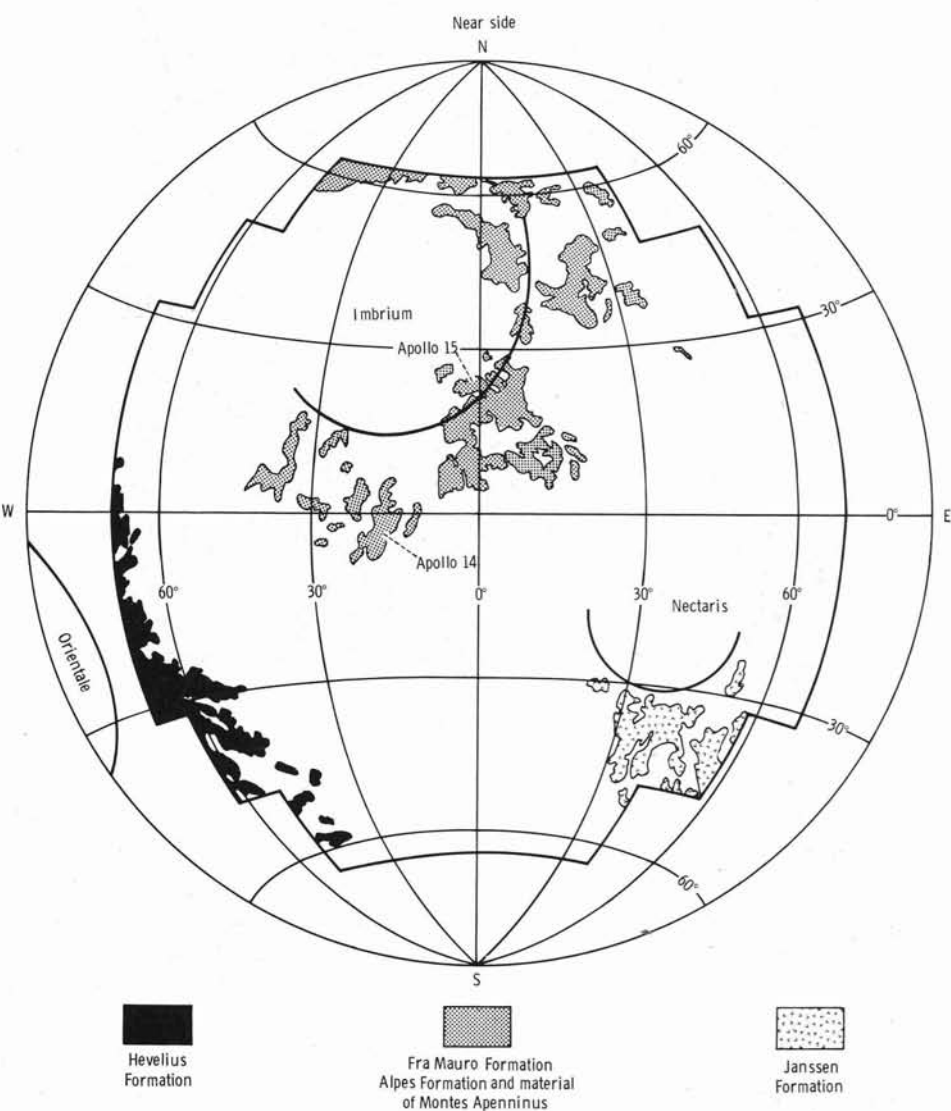 Near side
N
60°
30°
Imbrium
Apollo 15
W
0°
E
Apollo 14
60°
30°
0°
30°
60°
Nectaris
Orientale
30°
60°
S
Hevelius
Formation
Fra Mauro Formation
Alpes Formation and material
of Montes Apenninus
Janssen
Formation